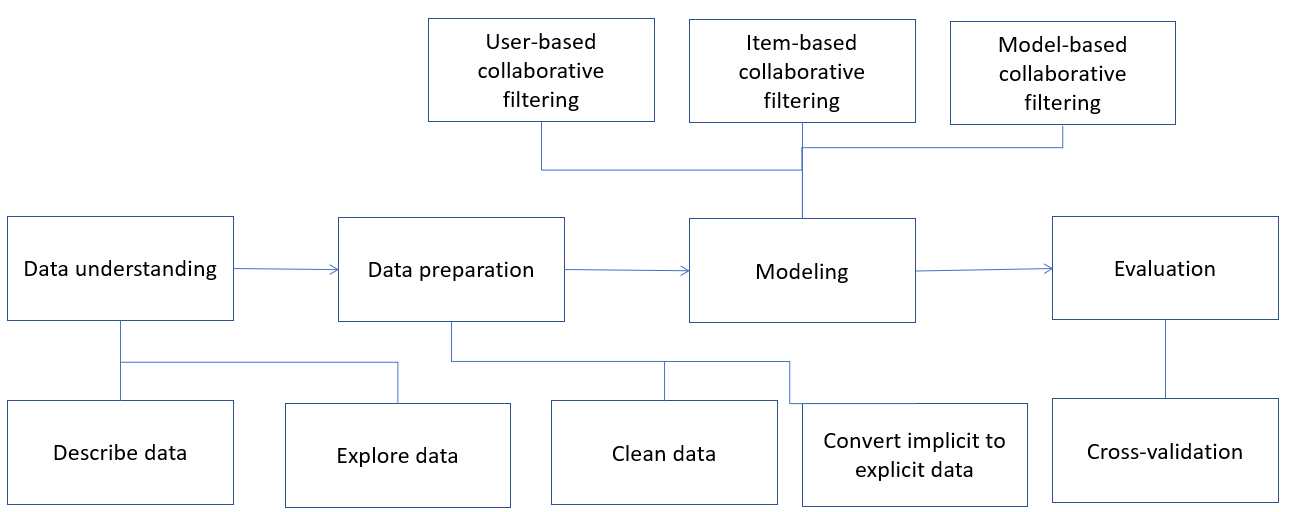 User-based
collaborative
filtering
Item-based
collaborative
filtering
Model-based
collaborative
filtering
Data understanding
Data preparation
Modeling
Evaluation
Describe data
Explore data
Clean data
Convert implicit to
explicit data
Cross-validation